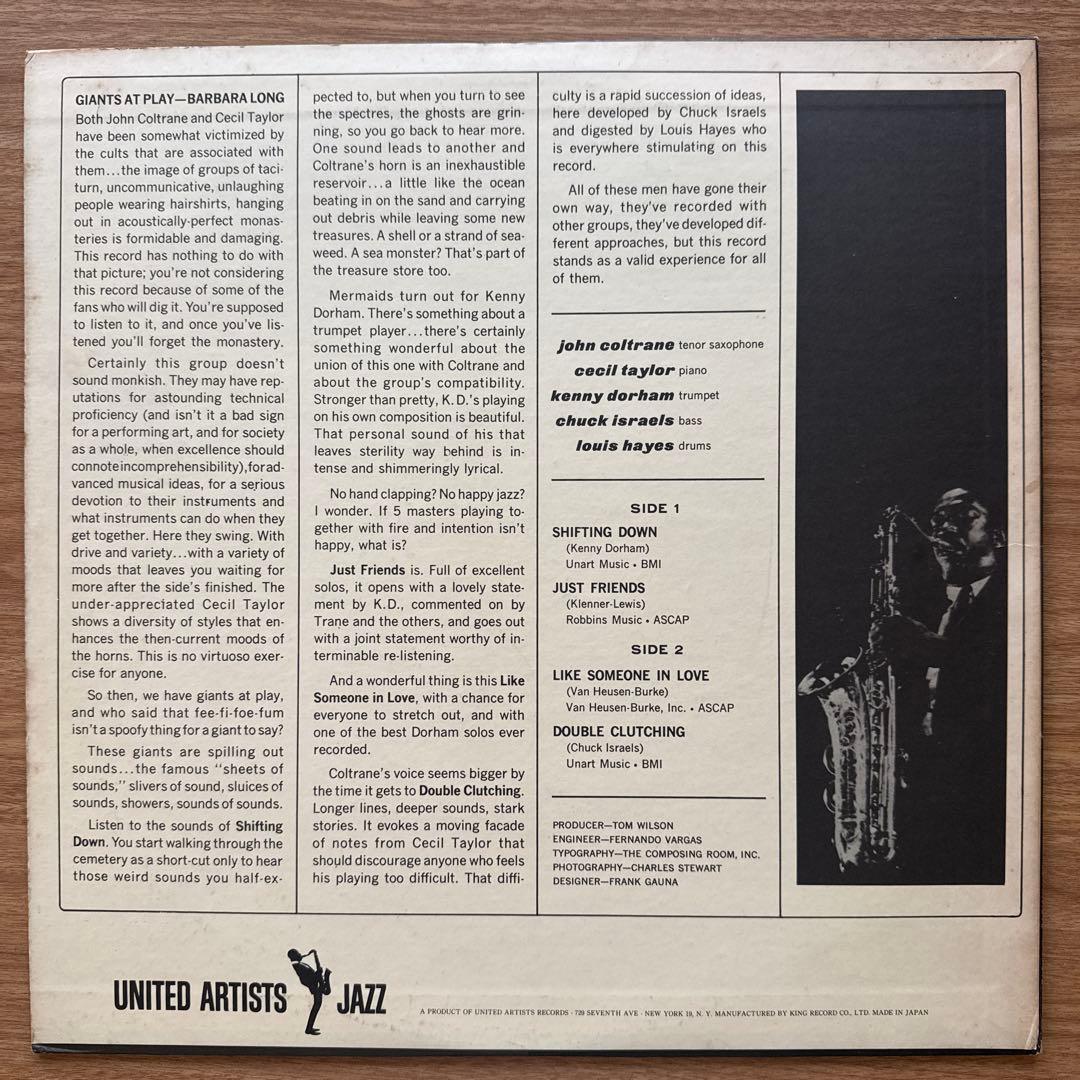 GIANTS AT PLAY—BARBARA LONG
Both John Coltrane and Cecil Taylor
have been somewhat victimized by
the cults that are associated with
them...the image of groups of taci-
turn, uncommunicative, unlaughing
people wearing hairshirts, hanging
out in acoustically-perfect monas-
teries is formidable and damaging.
This record has nothing to do with
that picture; you're not considering
this record because of some of the
fans who will dig it. You're supposed
to listen to it, and once you've lis-
tened you'll forget the monastery.
Certainly this group doesn't
sound monkish. They may have rep-
utations for astounding technical
proficiency (and isn't it a bad sign
for a performing art, and for society
as a whole, when excellence should
connote incomprehensibility), for ad-
vanced musical ideas, for a serious
devotion to their instruments and
what instruments can do when they
get together. Here they swing. With
drive and variety...with a variety of
moods that leaves you waiting for
more after the side's finished. The
under-appreciated Cecil Taylor
shows a diversity of styles that en-
hances the then-current moods of
the horns. This is no virtuoso exer-
cise for anyone.
So then, we have giants at play,
and who said that fee-fi-foe-fum
isn't a spoofy thing for a giant to say?
These giants are spilling out
sounds...the famous "sheets of
sounds," slivers of sound, sluices of
sounds, showers, sounds of sounds.
Listen to the sounds of Shifting
Down. You start walking through the
cemetery as a short-cut only to hear
those weird sounds you half-ex-
pected to, but when you turn to see
the spectres, the ghosts are grin-
ning, so you go back to hear more.
One sound leads to another and
Coltrane's horn is an inexhaustible
reservoir...a little like the ocean
beating in on the sand and carrying
out debris while leaving some new
treasures. A shell or a strand of sea-
weed. A sea monster? That's part of
the treasure store too.
Mermaids turn out for Kenny
Dorham. There's something about a
trumpet player...there's certainly
something wonderful about the
union of this one with Coltrane and
about the group's compatibility.
Stronger than pretty, K.D.'s playing
on his own composition is beautiful.
That personal sound of his that
leaves sterility way behind is in-
tense and shimmeringly lyrical.
No hand clapping? No happy jazz?
I wonder. If 5 masters playing to-
gether with fire and intention isn't
happy, what is?
Just Friends is. Full of excellent
solos, it opens with a lovely state-
ment by K.D., commented on by
Trane and the others, and goes out
with a joint statement worthy of in-
terminable re-listening.
And a wonderful thing is this Like
Someone in Love, with a chance for
everyone to stretch out, and with
one of the best Dorham solos ever
recorded.
Coltrane's voice seems bigger by
the time it gets to Double Clutching.
Longer lines, deeper sounds, stark
stories. It evokes a moving facade
of notes from Cecil Taylor that
should discourage anyone who feels
his playing too difficult. That diffi-
culty is a rapid succession of ideas,
here developed by Chuck Israels
and digested by Louis Hayes who
is everywhere stimulating on this
record.
All of these men have gone their
own way, they've recorded with
other groups, they've developed dif-
ferent approaches, but this record
stands as a valid experience for all
of them.
john coltrane tenor saxophone
cecil taylor piano
kenny dorham trumpet
chuck israels bass
louis hayes drums
SIDE 1
SHIFTING DOWN
(Kenny Dorham)
Unart Music • BMI
JUST FRIENDS
(Klenner-Lewis)
Robbins Music • ASCAP
SIDE 2
LIKE SOMEONE IN LOVE
(Van Heusen-Burke)
Van Heusen-Burke, Inc. • ASCAP
DOUBLE CLUTCHING
(Chuck Israels)
Unart Music • BMI
PRODUCER—TOM WILSON
ENGINEER—FERNANDO VARGAS
TYPOGRAPHY—THE COMPOSING ROOM, INC.
PHOTOGRAPHY—CHARLES STEWART
DESIGNER—FRANK GAUNA
UNITED ARTISTS JAZZ
A PRODUCT OF UNITED ARTISTS RECORDS · 729 SEVENTH AVE · NEW YORK 19, N. Y. MANUFACTURED BY KING RECORD CO., LTD. MADE IN JAPAN